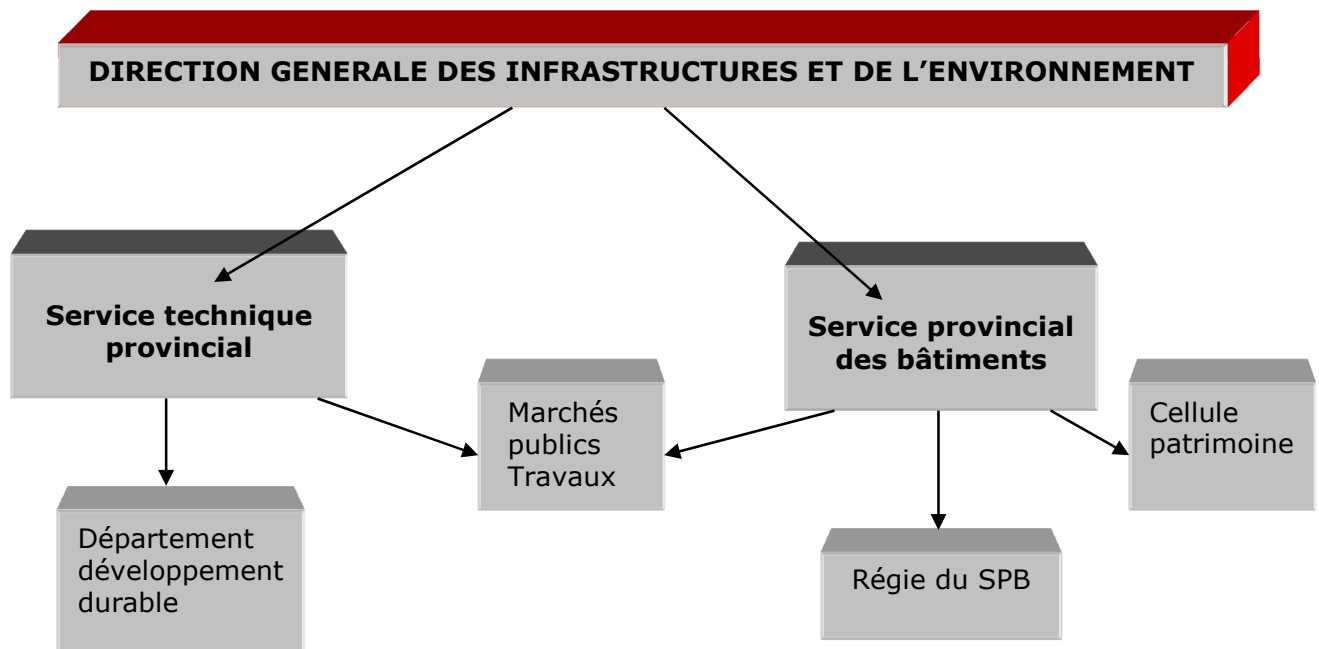 DIRECTION GENERALE DES INFRASTRUCTURES ET DE L'ENVIRONNEMENT
Service technique
provincial
Service provincial
des bâtiments
Marchés
publics
Travaux
Cellule
patrimoine
Département
développement
durable
Régie du SPB